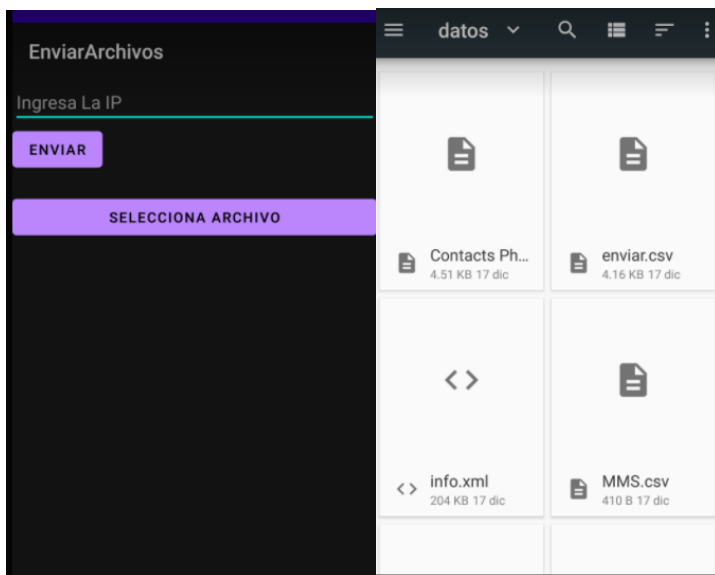 EnviarArchivos
Ingresa La IP
ENVIAR
SELECCIONA ARCHIVO
datos
Contacts Ph...
4.51 KB 17 dic
enviar.csv
4.16 KB 17 dic
info.xml
204 KB 17 dic
MMS.csv
410 B 17 dic